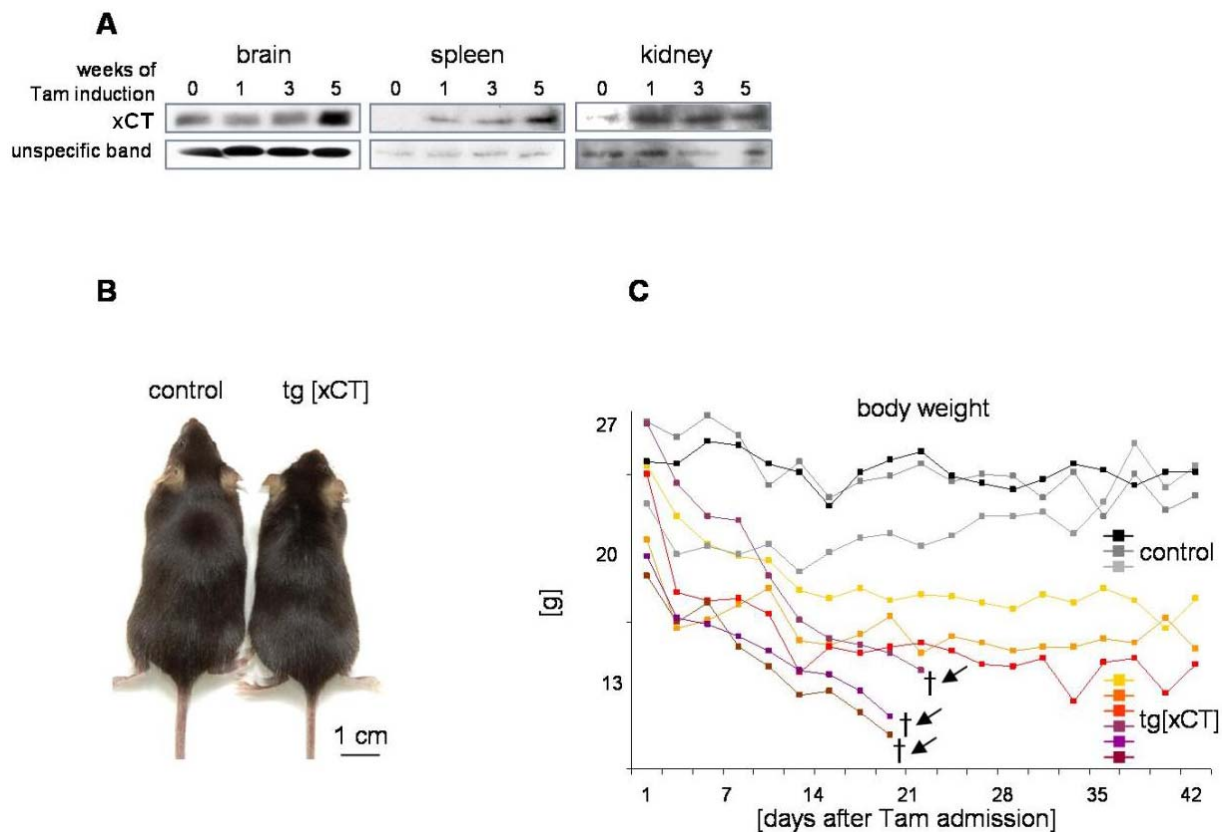 A
brain spleen kidney
weeks of
Tam induction
0 1 3 5 0 1 3 5 0 1 3 5
xCT
unspecific band
B
control tg [xCT]
1 cm
C
body weight
27
20
13
[g]
control
tg[xCT]
† 
†
†
1 7 14 21 28 35 42
[days after Tam admission]